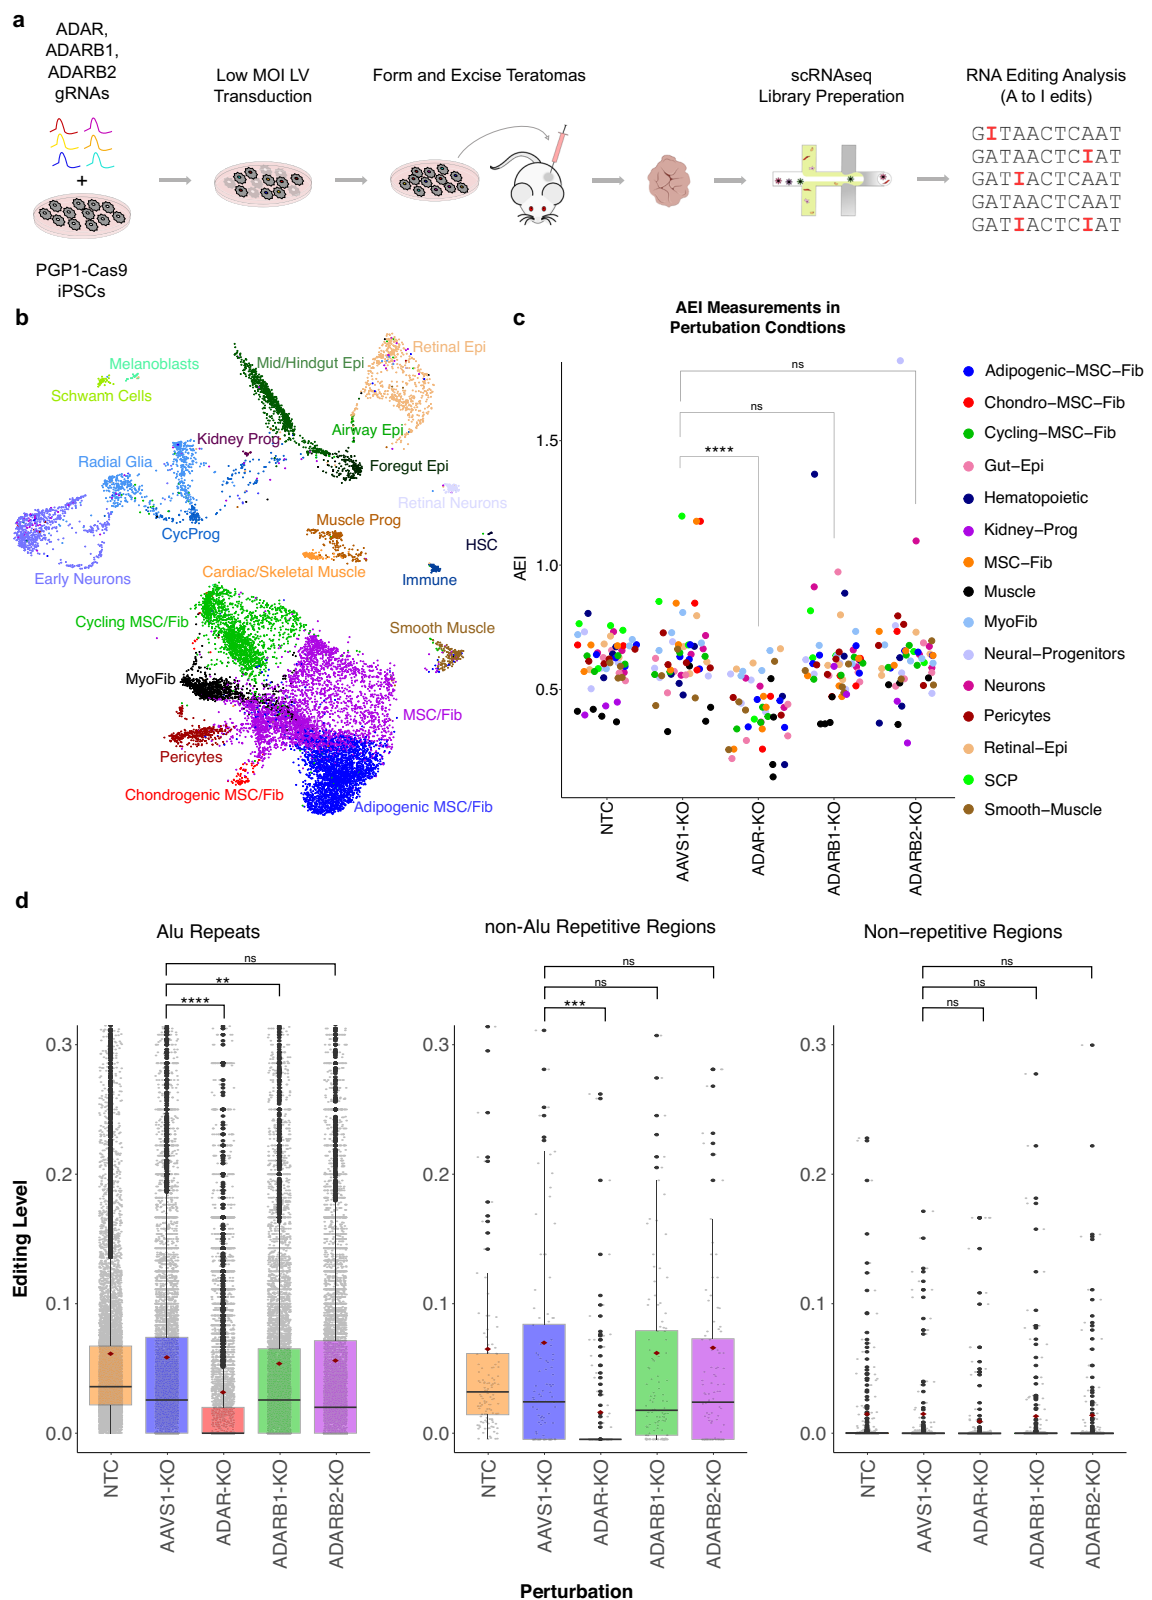 a
ADAR,
ADARB1,
ADARB2
gRNAs
+
PGP1-Cas9
iPSCs
Low MOI LV
Transduction
Form and Excise Teratomas
scRNAseq
Library Preperation
RNA Editing Analysis
(A to I edits)
GITAACTCAAT
GATAACTCIAT
GATIACTCAAT
GATAACTCAAT
GATIACTCIAT
b
Melanoblasts
Schwann Cells
Mid/Hindgut Epi
Retinal Epi
Airway Epi
Kidney Prog
Foregut Epi
Radial Glia
Retinal Neurons
CycProg
Muscle Prog
HSC
Early Neurons
Cardiac/Skeletal Muscle
Immune
Cycling MSC/Fib
Smooth Muscle
MyoFib
MSC/Fib
Pericytes
Chondrogenic MSC/Fib
Adipogenic MSC/Fib
c
AEI Measurements in
Pertubation Condtions
ns
ns
****
1.5
1.0
0.5
AEI
NTC
AAVS1-KO
ADAR-KO
ADARB1-KO
ADARB2-KO
Adipogenic−MSC−Fib
Chondro−MSC−Fib
Cycling−MSC−Fib
Gut−Epi
Hematopoietic
Kidney−Prog
MSC−Fib
Muscle
MyoFib
Neural−Progenitors
Neurons
Pericytes
Retinal−Epi
SCP
Smooth−Muscle
d
Alu Repeats
ns
**
****
0.3
0.2
0.1
0.0
Editing Level
NTC
AAVS1-KO
ADAR-KO
ADARB1-KO
ADARB2-KO
non-Alu Repetitive Regions
ns
ns
***
0.3
0.2
0.1
0.0
NTC
AAVS1-KO
ADAR-KO
ADARB1-KO
ADARB2-KO
Non−repetitive Regions
ns
ns
ns
0.3
0.2
0.1
0.0
NTC
AAVS1-KO
ADAR-KO
ADARB1-KO
ADARB2-KO
Perturbation